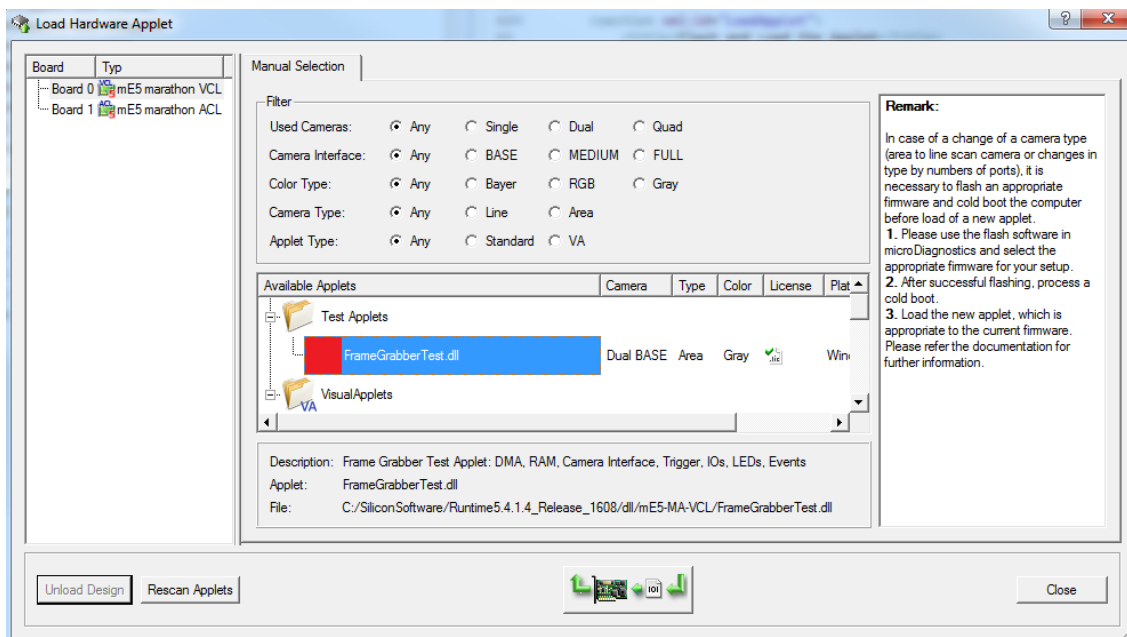 Load Hardware Applet
Board Typ
Board 0 mE5 marathon VCL
Board 1 mE5 marathon ACL
Manual Selection
Filter
Used Cameras: Any Single Dual Quad
Camera Interface: Any BASE MEDIUM FULL
Color Type: Any Bayer RGB Gray
Camera Type: Any Line Area
Applet Type: Any Standard VA
Available Applets Camera Type Color License Plat
Test Applets
FrameGrabberTest.dll Dual BASE Area Gray .lic Win
VisualApplets
VA
Description: Frame Grabber Test Applet: DMA, RAM, Camera Interface, Trigger, IOs, LEDs, Events
Applet: FrameGrabberTest.dll
File: C:/SiliconSoftware/Runtime5.4.1.4_Release_1608/dll/mE5-MA-VCL/FrameGrabberTest.dll
Remark:
In case of a change of a camera type
(area to line scan camera or changes in
type by numbers of ports), it is
necessary to flash an appropriate
firmware and cold boot the computer
before load of a new applet.
1. Please use the flash software in
microDiagnostics and select the
appropriate firmware for your setup.
2. After successful flashing, process a
cold boot.
3. Load the new applet, which is
appropriate to the current firmware.
Please refer the documentation for
further information.
Unload Design Rescan Applets Close